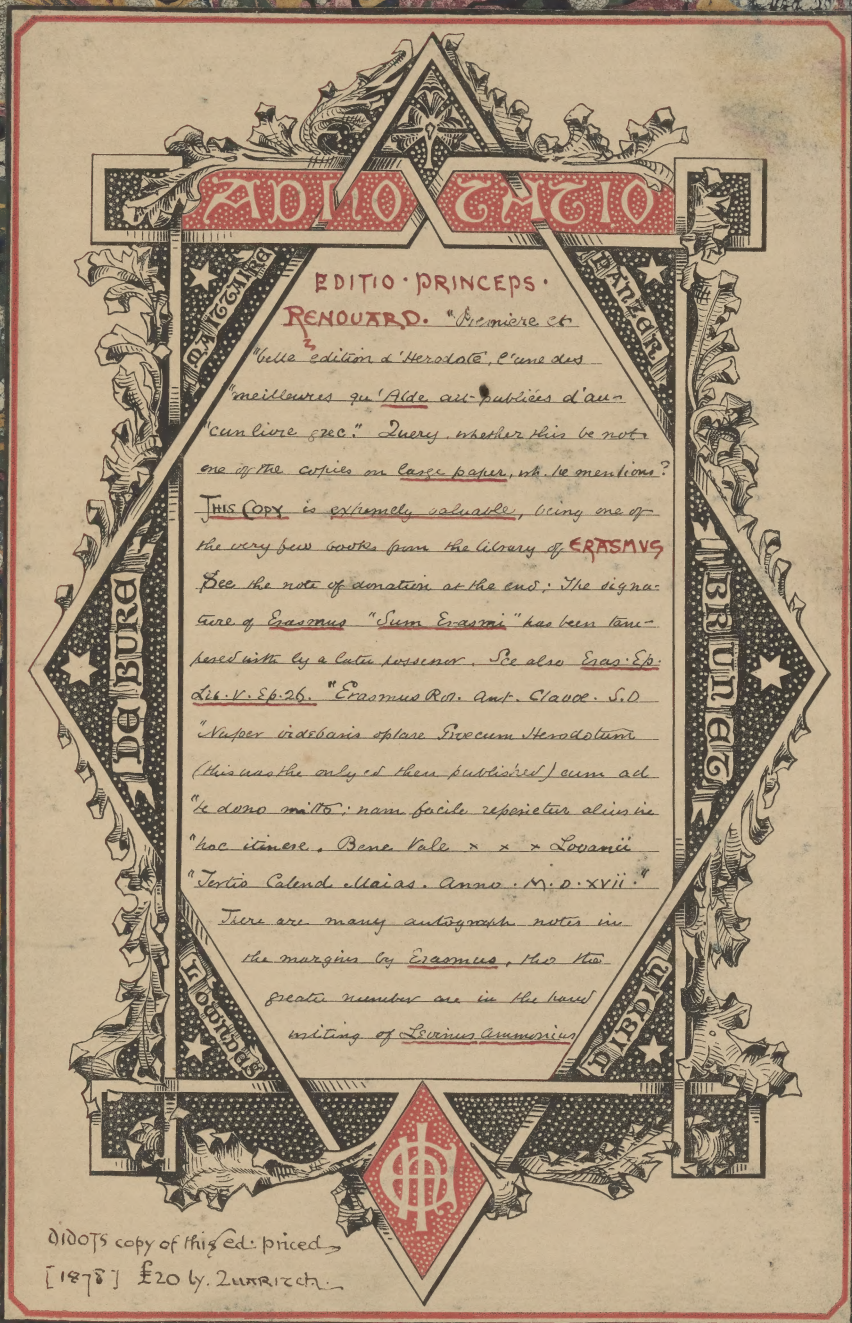 ADNOTATIO
MAITTAIRE
PANZER
EDITIO · PRINCEPS ·
RENOUARD. "Premiere et
"belle edition d'Herodote, l'une des
"meilleures qu'Alde ait publiées d'au-
"cun livre grec." Query, whether this be not
one of the copies on large paper, wh. he mentions?
THIS COPY is extremely valuable, being one of
the very few books from the library of ERASMVS
See the note of donation at the end; The signa-
ture of Erasmus "Sum Erasmi" has been tam-
pered with by a later possessor. See also Eras. Ep.
Lib. V. Ep. 26. "Erasmus Rot. Ant. Clavae. S.D
"Nuper videbaris optare Graecum Herodotum
(this was the only ed then published) eum ad
"te dono mitto; nam facile reperietur alius in
"hoc itinere. Bene Vale x x x Lovanii
"Tertio Calend Maias. Anno. M. D. XVII."
There are many autograph notes in
the margins by Erasmus, tho the
greater number are in the hand
writing of Levinus Ammonius
DE BURE
BRUNET
LOWNDES
DIBDIN
DIDOTS copy of this ed: priced
[1878] £20 by. QUARITCH.